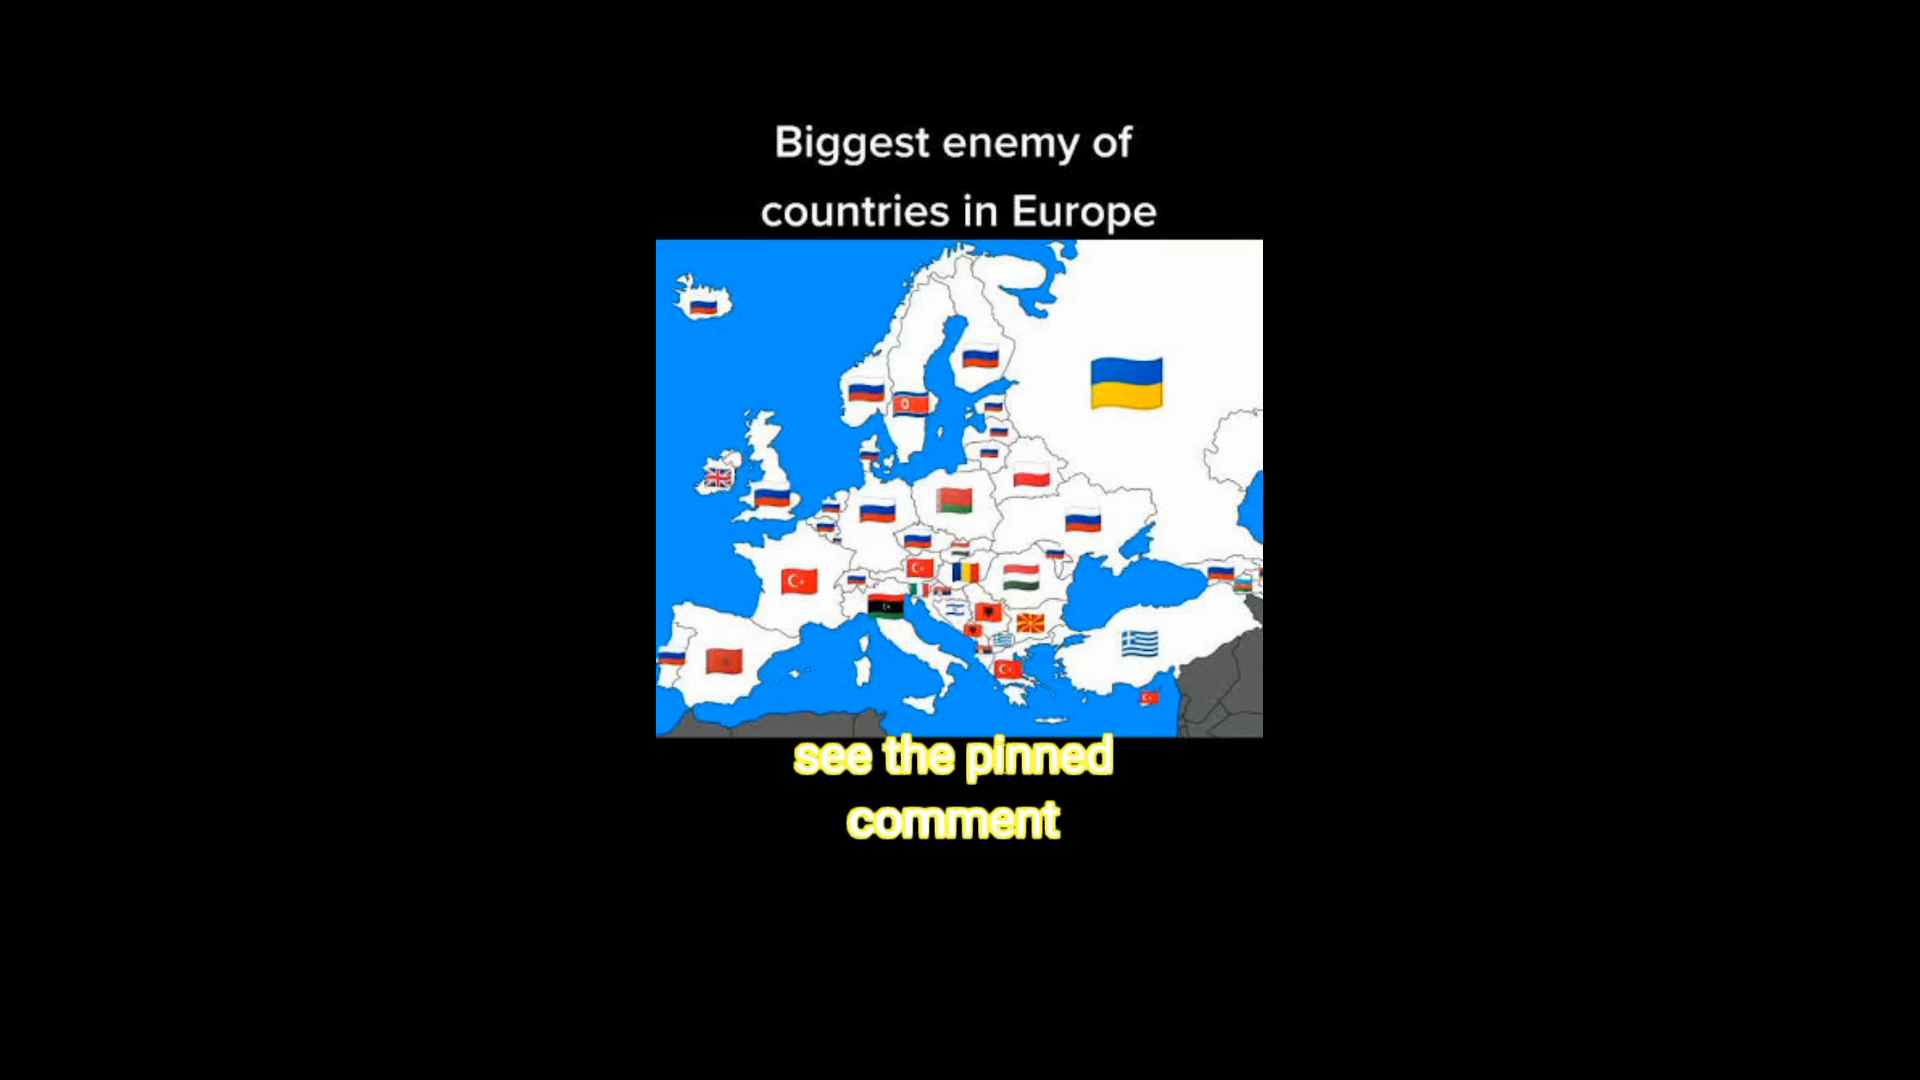 Biggest enemy of
countries in Europe
see the pinned
comment